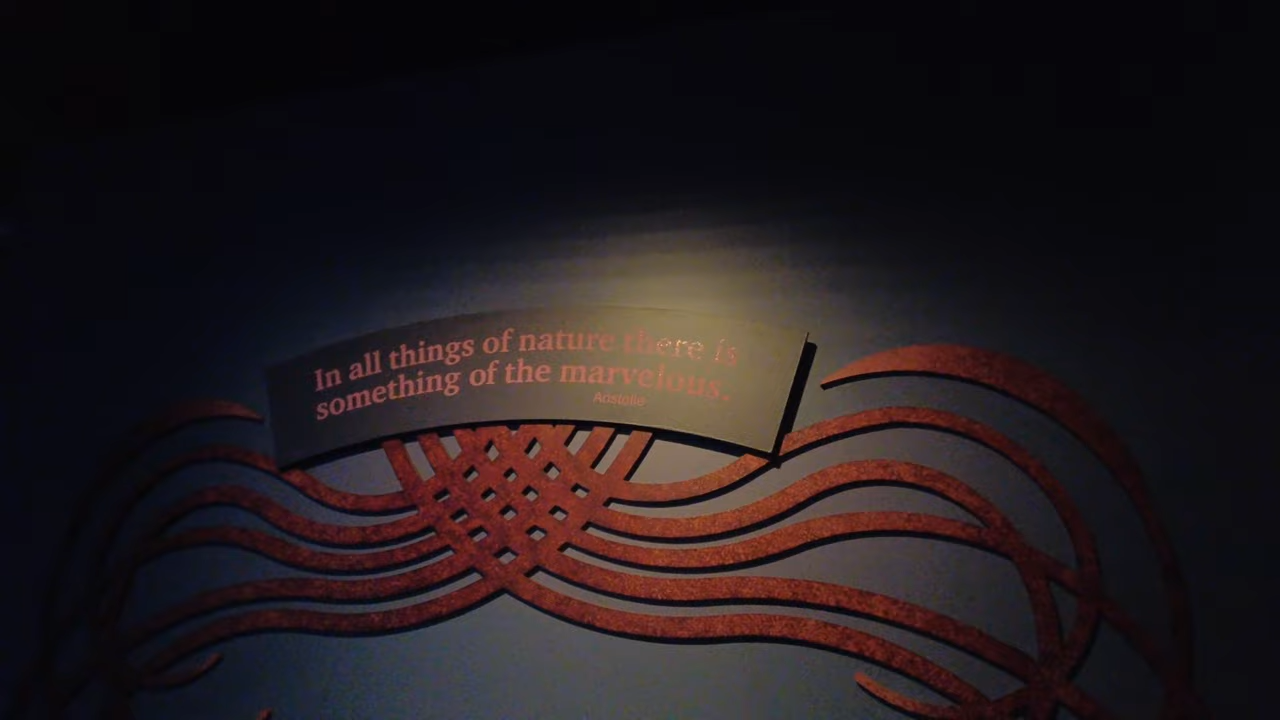 In all things of nature there is
something of the marvelous.
Aristotle